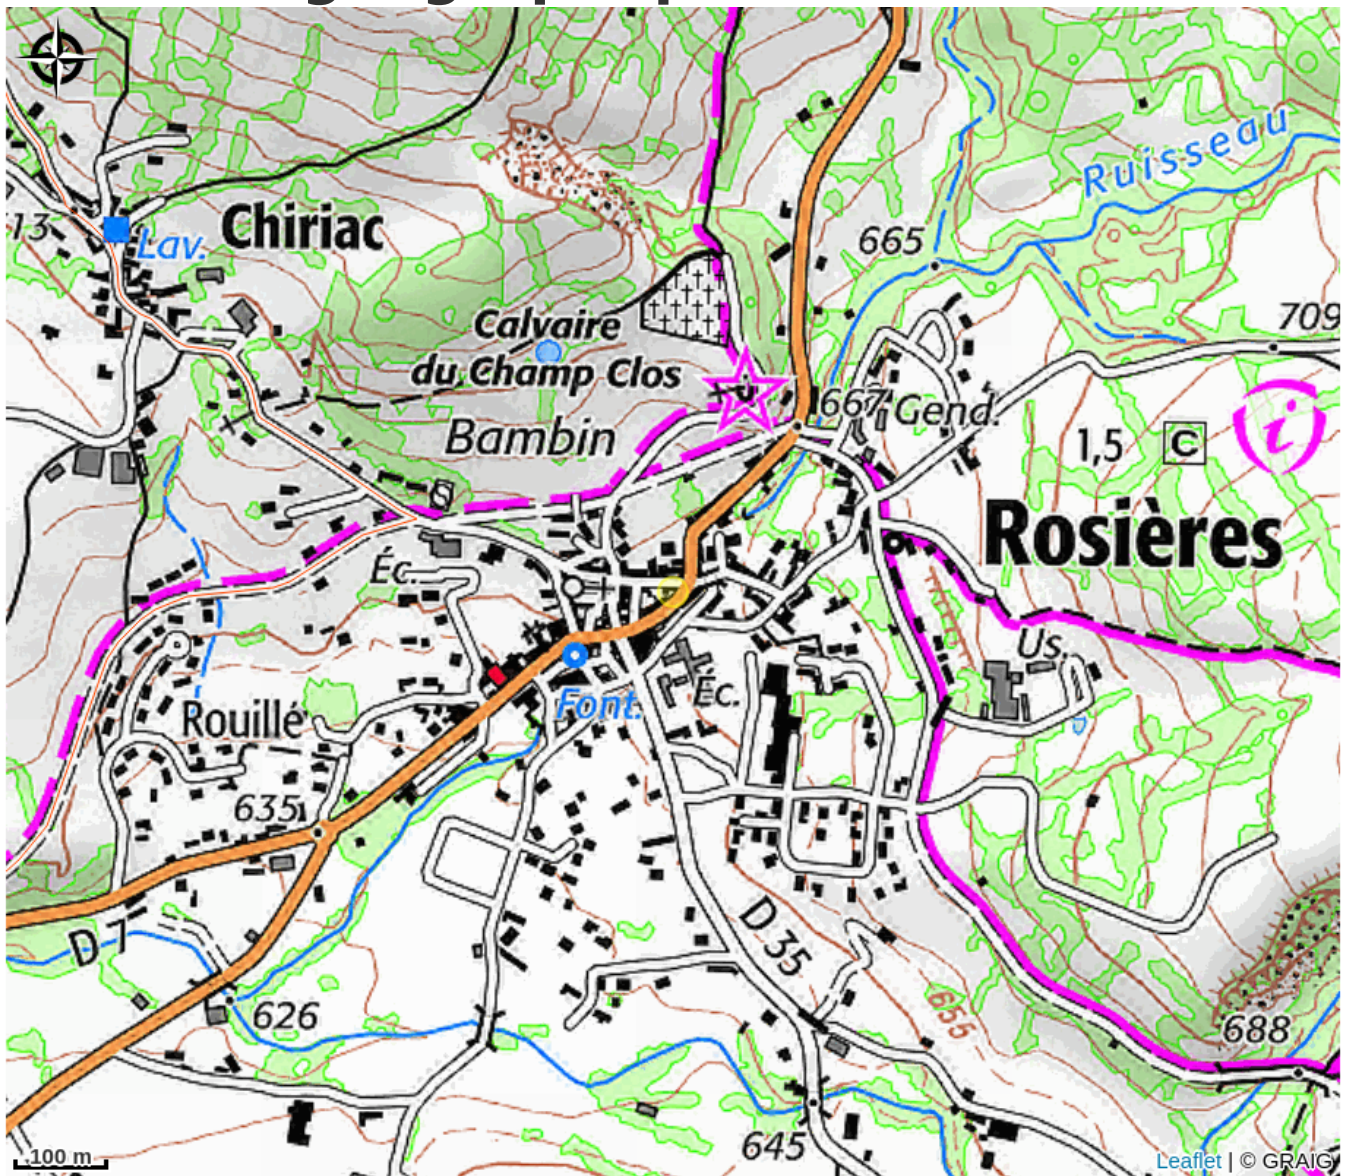 Ruisseau
13
Lav.
Chiriac
665
709
Calvaire
du Champ Clos
667
Gend.
Bambin
1,5 C
i
Rosières
Éc.
Us.
Éc.
Font.
Rouillé
635
D 7
D 35
626
655
688
645
100 m
Leaflet | © GRAIG